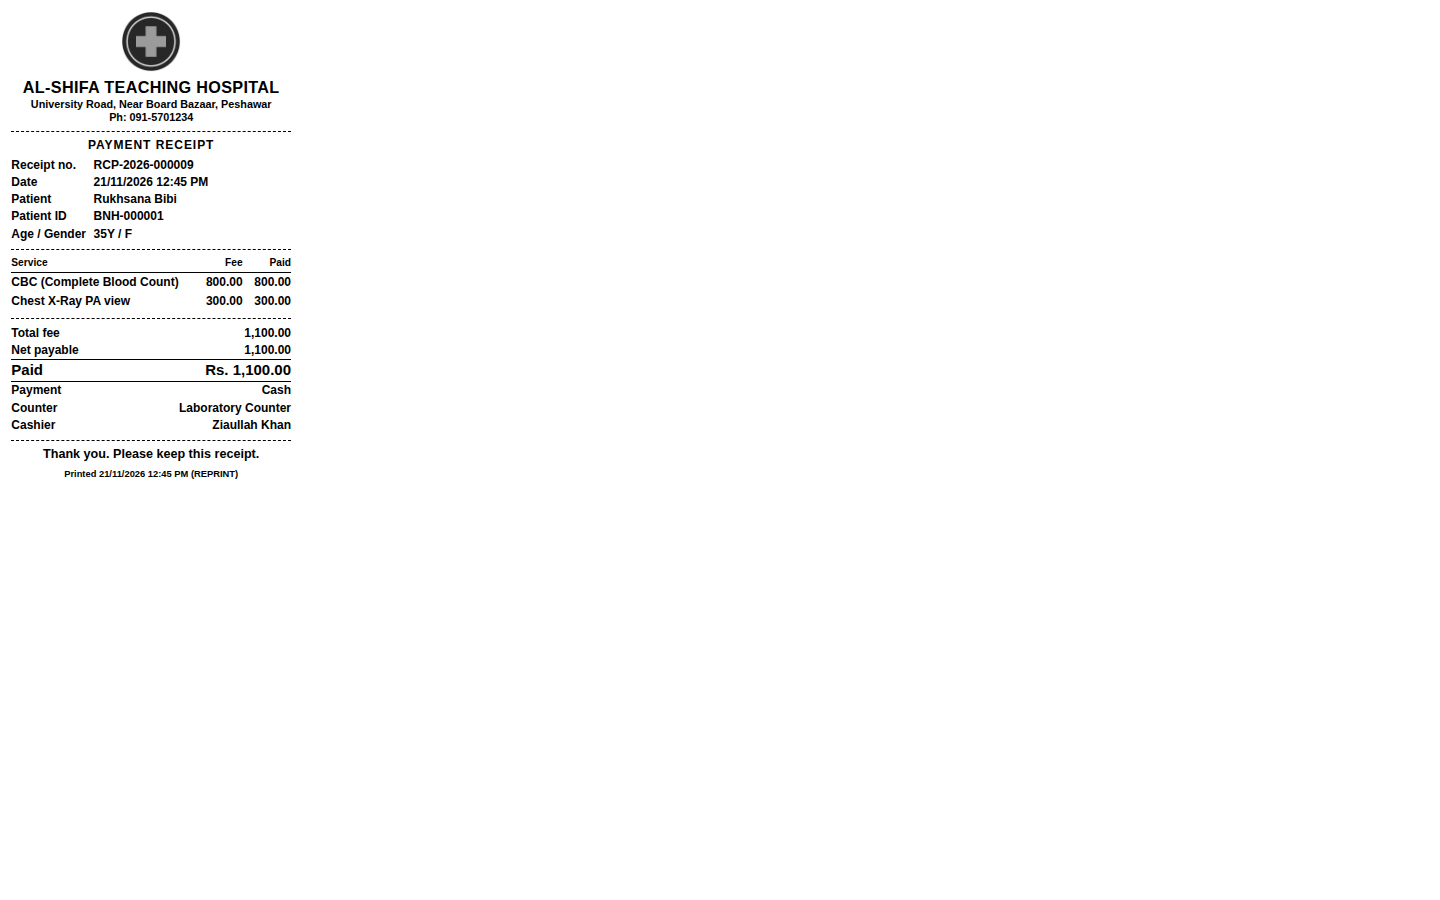 AL-SHIFA TEACHING HOSPITAL
University Road, Near Board Bazaar, Peshawar
Ph: 091-5701234
PAYMENT RECEIPT
Receipt no. RCP-2026-000009
Date 21/11/2026 12:45 PM
Patient Rukhsana Bibi
Patient ID BNH-000001
Age / Gender 35Y / F
Service Fee Paid
CBC (Complete Blood Count) 800.00 800.00
Chest X-Ray PA view 300.00 300.00
Total fee 1,100.00
Net payable 1,100.00
Paid Rs. 1,100.00
Payment Cash
Counter Laboratory Counter
Cashier Ziaullah Khan
Thank you. Please keep this receipt.
Printed 21/11/2026 12:45 PM (REPRINT)